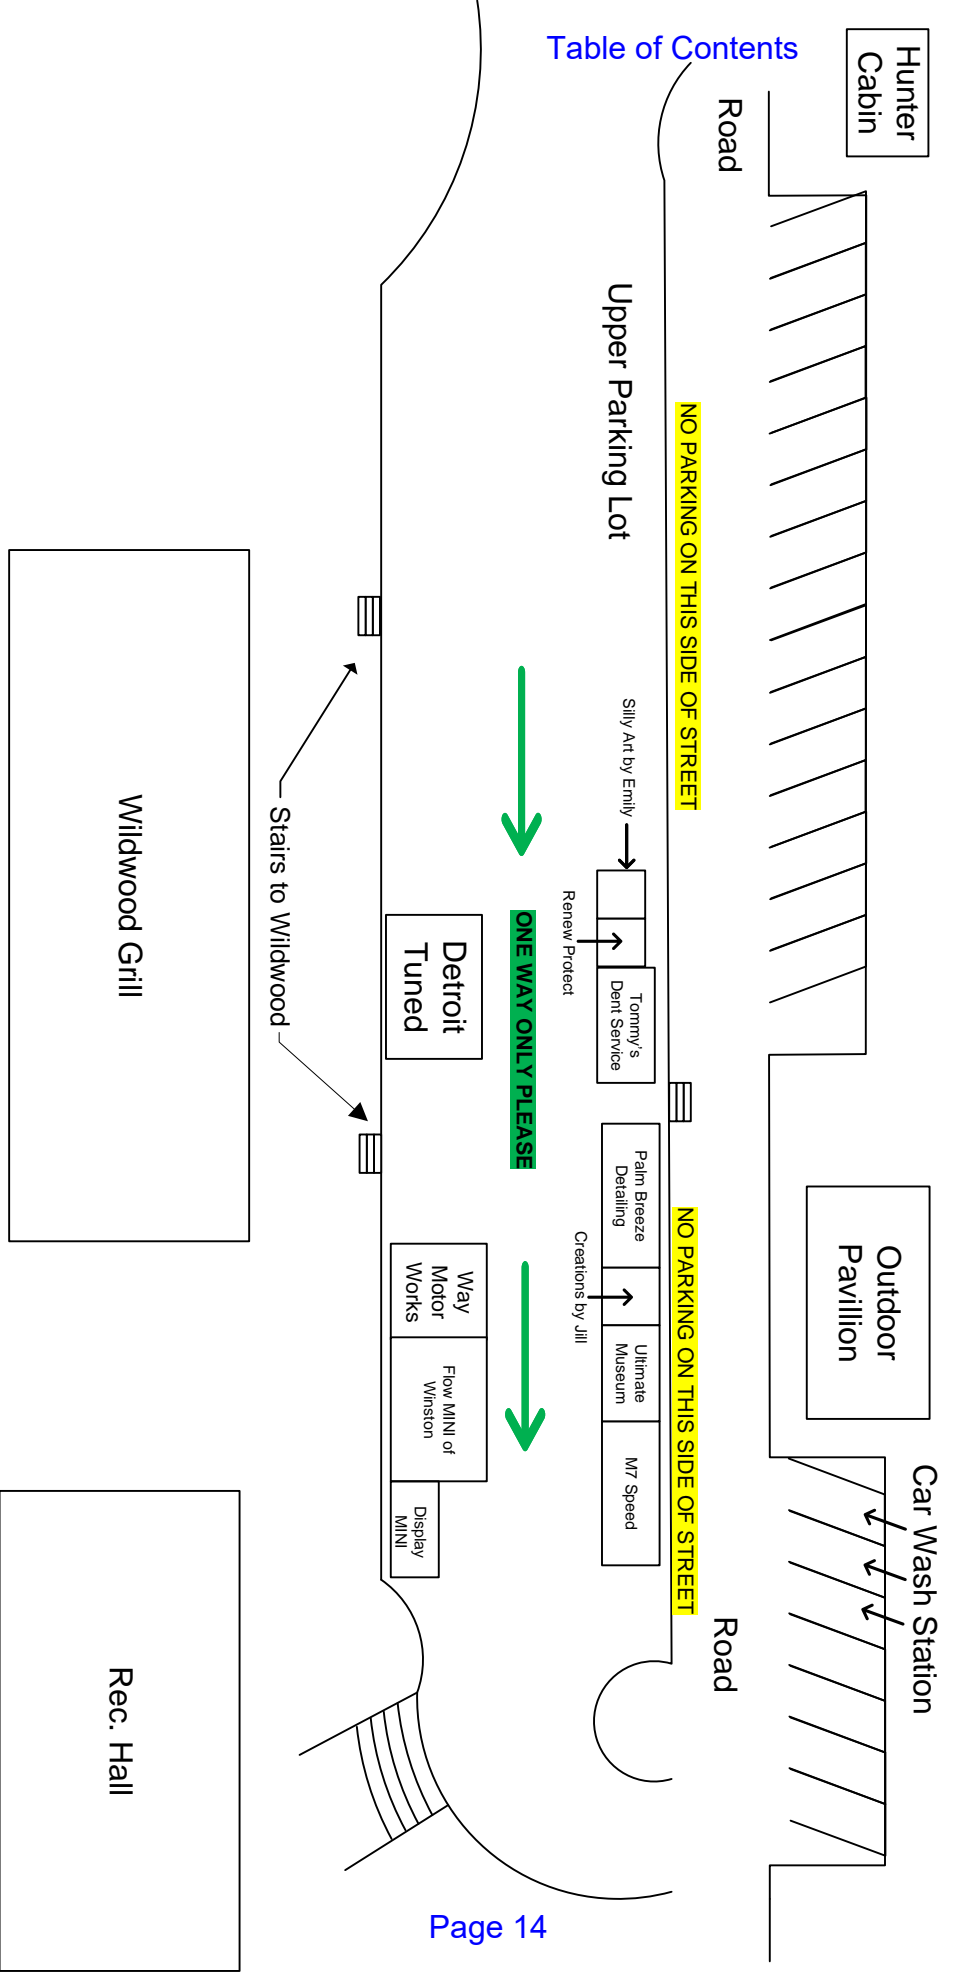 Table of Contents
Hunter
Cabin
Road
Upper Parking Lot
NO PARKING ON THIS SIDE OF STREET
Silly Art by Emily
Renew Protect
Tommy's
Dent Service
ONE WAY ONLY PLEASE
Detroit
Tuned
Stairs to Wildwood
Wildwood Grill
Palm Breeze
Detailing
Creations by Jill
Ultimate
Museum
M7 Speed
NO PARKING ON THIS SIDE OF STREET
Outdoor
Pavillion
Car Wash Station
Way
Motor
Works
Flow MINI of
Winston
Display
MINI
Road
Rec. Hall
Page 14